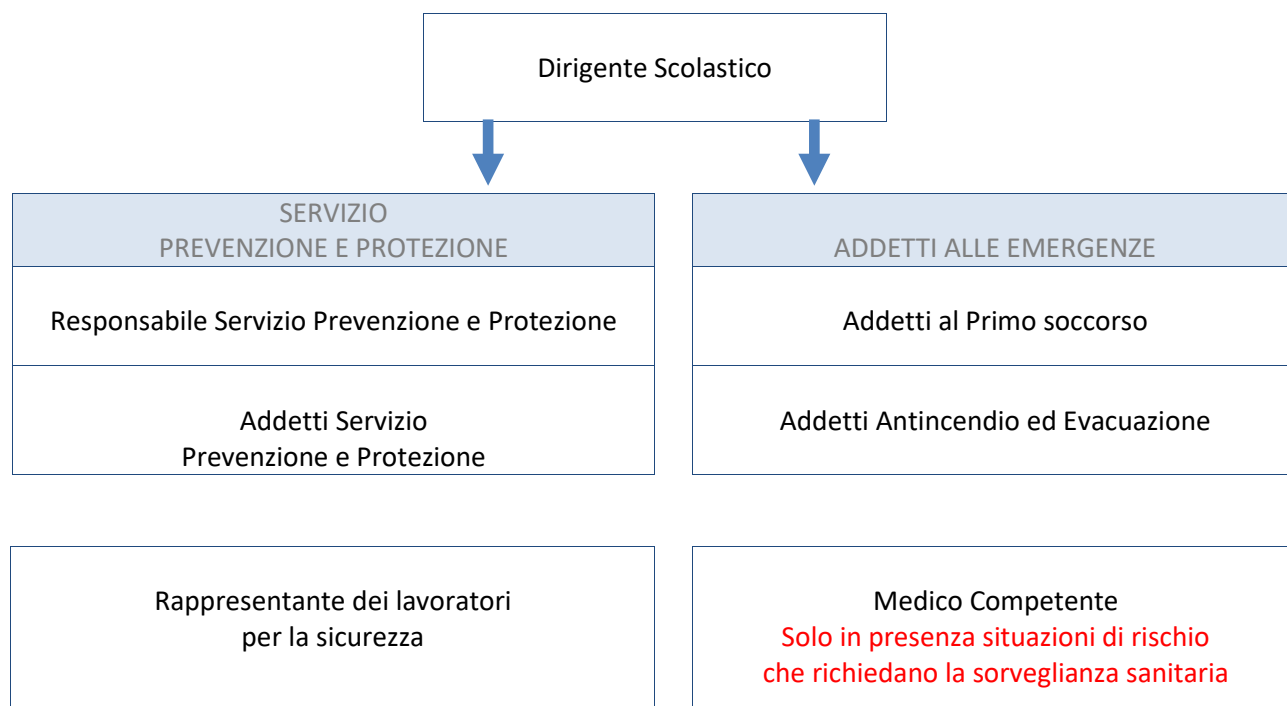 Dirigente Scolastico
SERVIZIO
PREVENZIONE E PROTEZIONE
Responsabile Servizio Prevenzione e Protezione
Addetti Servizio
Prevenzione e Protezione
ADDETTI ALLE EMERGENZE
Addetti al Primo soccorso
Addetti Antincendio ed Evacuazione
Rappresentante dei lavoratori
per la sicurezza
Medico Competente
Solo in presenza situazioni di rischio
che richiedano la sorveglianza sanitaria